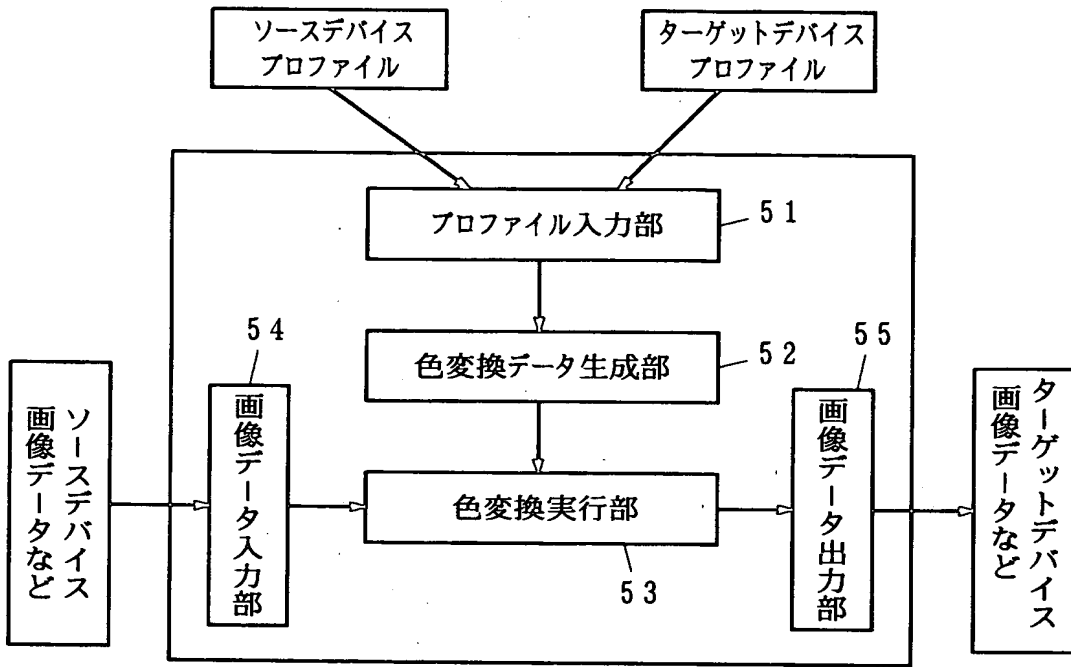 ソースデバイス
プロファイル
ターゲットデバイス
プロファイル
プロファイル入力部
51
色変換データ生成部
52
54
55
ソースデバイス
画像データなど
画像データ入力部
色変換実行部
53
画像データ出力部
ターゲットデバイス
画像データなど